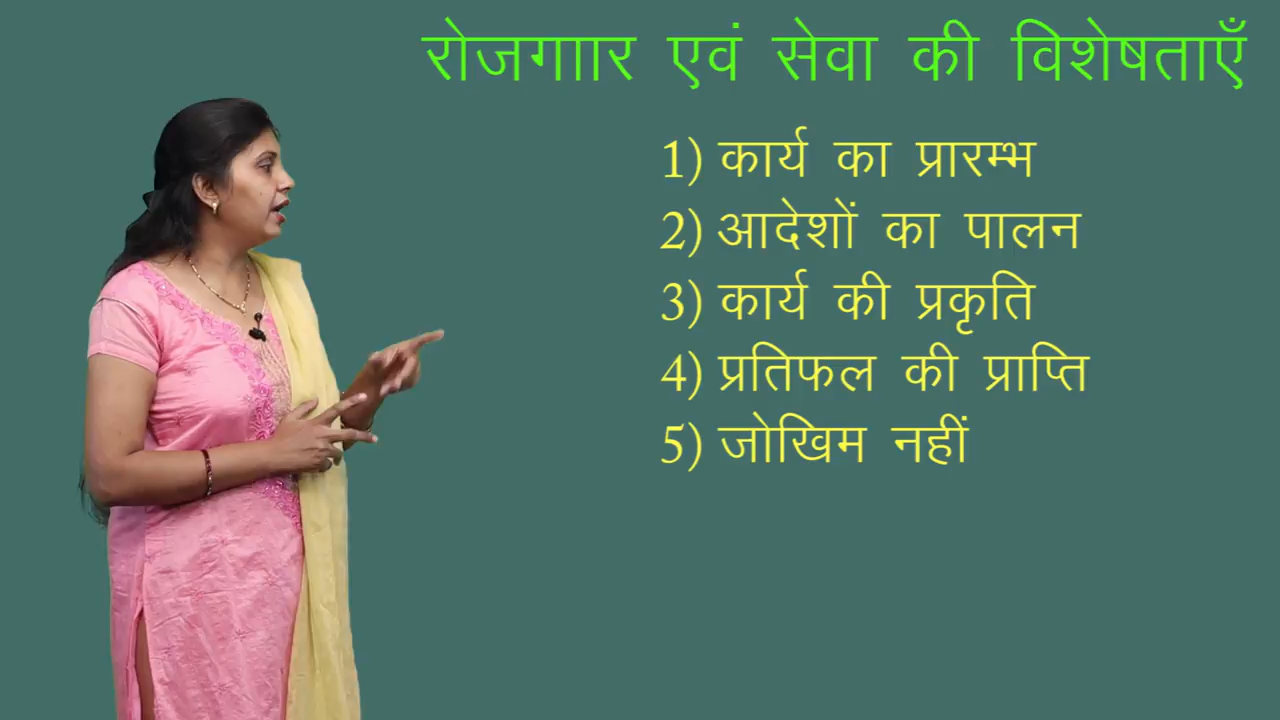 रोजगाार एवं सेवा की विशेषताएँ
1) कार्य का प्रारम्भ
2) आदेशों का पालन
3) कार्य की प्रकृति
4) प्रतिफल की प्राप्ति
5) जोखिम नहीं